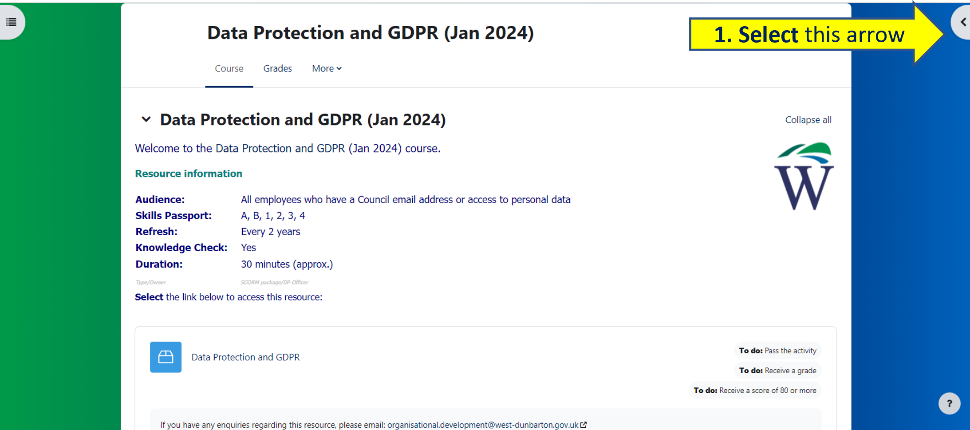 Data Protection and GDPR (Jan 2024)
1. Select this arrow
Course Grades More
Data Protection and GDPR (Jan 2024)
Collapse all
Welcome to the Data Protection and GDPR (Jan 2024) course.
W
Resource information
Audience: All employees who have a Council email address or access to personal data
Skills Passport: A, B, 1, 2, 3, 4
Refresh: Every 2 years
Knowledge Check: Yes
Duration: 30 minutes (approx.)
Type/Owner SCORM package/DP Officer
Select the link below to access this resource:
Data Protection and GDPR
To do: Pass the activity
To do: Receive a grade
To do: Receive a score of 80 or more
?
If you have any enquiries regarding this resource, please email: organisational.development@west-dunbarton.gov.uk